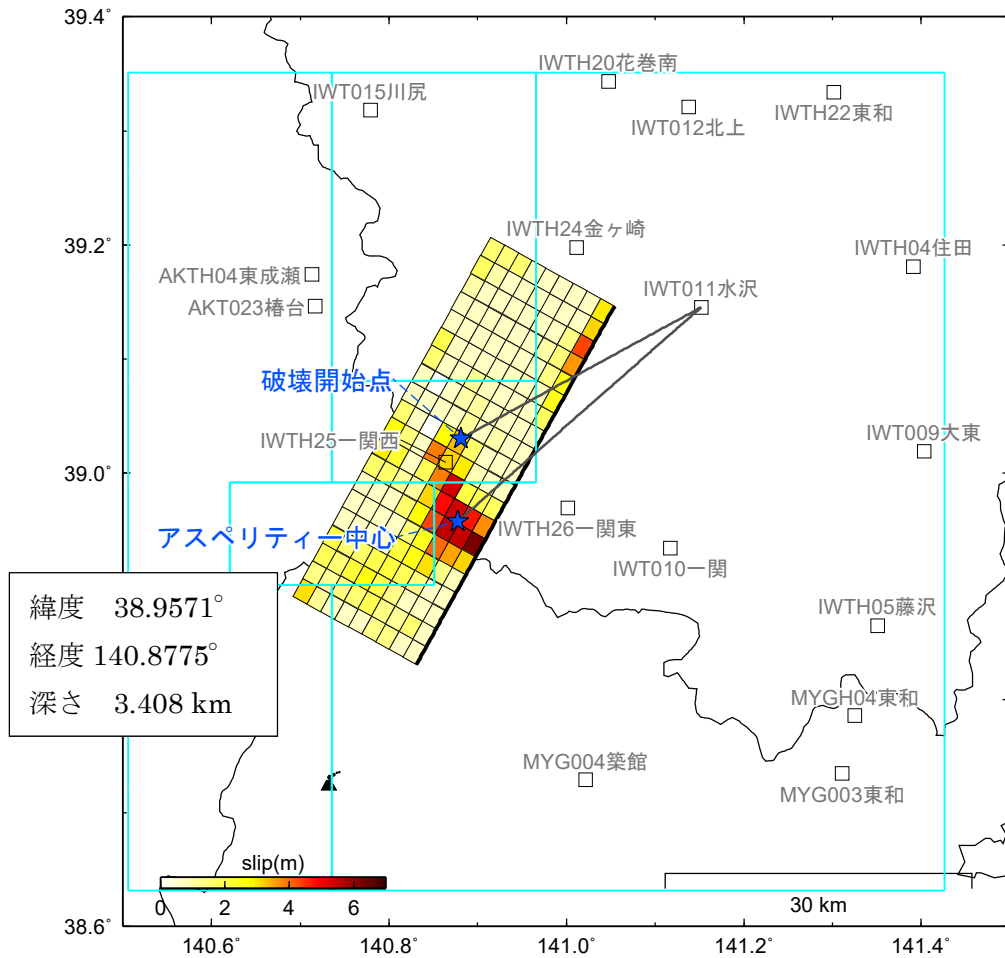 39.4˚
IWTH20花巻南
IWT015川尻
IWTH22東和
IWT012北上
39.2˚
IWTH24金ヶ崎
IWTH04住田
AKTH04東成瀬
IWT011水沢
AKT023椿台
破壊開始点
IWTH25一関西
IWT009大東
39.0˚
IWTH26一関東
アスペリティー中心
IWT010一関
緯度 38.9571°
経度 140.8775°
深さ 3.408 km
IWTH05藤沢
MYGH04東和
MYG004築館
MYG003東和
slip(m)
0 2 4 6
30 km
38.6˚
140.6˚ 140.8˚ 141.0˚ 141.2˚ 141.4˚